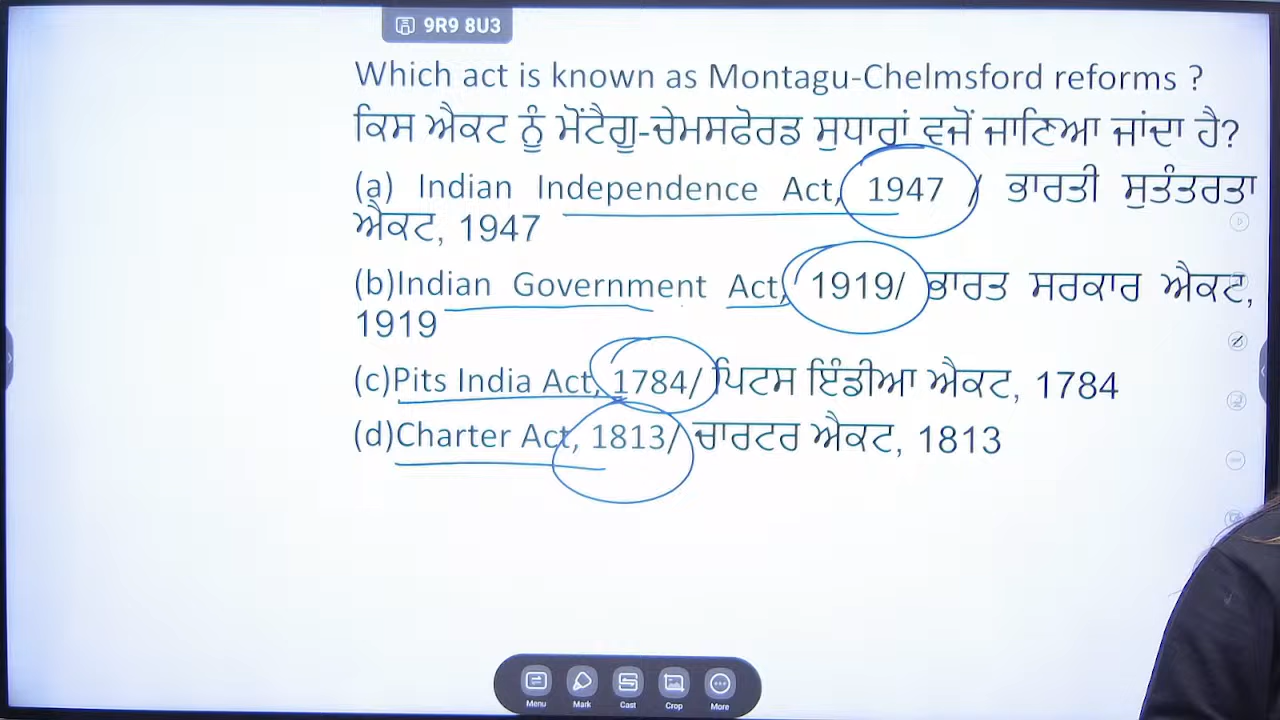 9R9 8U3
Which act is known as Montagu-Chelmsford reforms ?
ਕਿਸ ਐਕਟ ਨੂੰ ਮੋਂਟੈਗੂ-ਚੇਮਸਫੋਰਡ ਸੁਧਾਰਾਂ ਵਜੋਂ ਜਾਣਿਆ ਜਾਂਦਾ ਹੈ?
(a) Indian Independence Act, 1947 / ਭਾਰਤੀ ਸੁਤੰਤਰਤਾ
ਐਕਟ, 1947
(b)Indian Government Act, 1919/ ਭਾਰਤ ਸਰਕਾਰ ਐਕਟ,
1919
(c)Pits India Act, 1784/ ਪਿਟਸ ਇੰਡੀਆ ਐਕਟ, 1784
(d)Charter Act, 1813/ ਚਾਰਟਰ ਐਕਟ, 1813
Menu Mark Cast Crop More